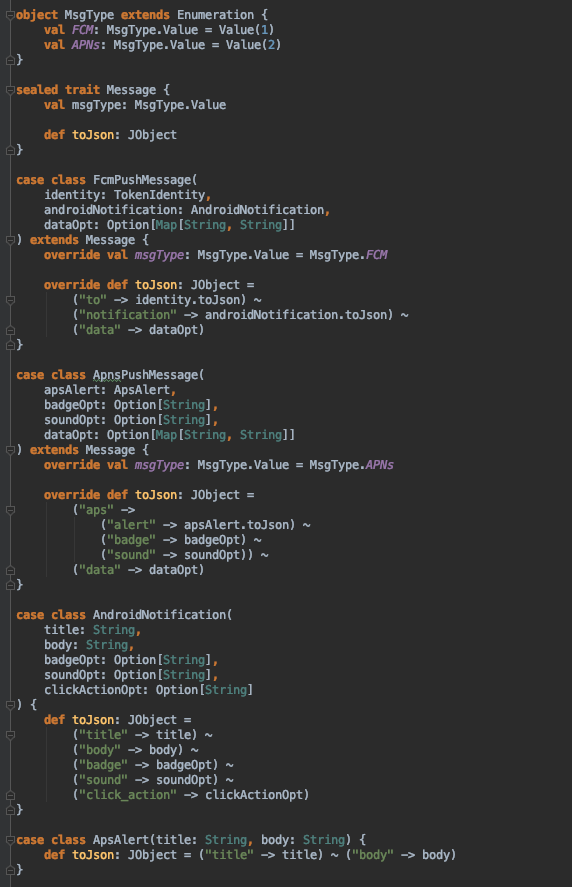 object MsgType extends Enumeration {
    val FCM: MsgType.Value = Value(1)
    val APNs: MsgType.Value = Value(2)
}
sealed trait Message {
    val msgType: MsgType.Value
    def toJson: JObject
}
case class FcmPushMessage(
    identity: TokenIdentity,
    androidNotification: AndroidNotification,
    dataOpt: Option[Map[String, String]]
) extends Message {
    override val msgType: MsgType.Value = MsgType.FCM
    override def toJson: JObject =
        ("to" -> identity.toJson) ~
        ("notification" -> androidNotification.toJson) ~
        ("data" -> dataOpt)
}
case class ApnsPushMessage(
    apsAlert: ApsAlert,
    badgeOpt: Option[String],
    soundOpt: Option[String],
    dataOpt: Option[Map[String, String]]
) extends Message {
    override val msgType: MsgType.Value = MsgType.APNs
    override def toJson: JObject =
        ("aps" ->
            ("alert" -> apsAlert.toJson) ~
            ("badge" -> badgeOpt) ~
            ("sound" -> soundOpt)) ~
        ("data" -> dataOpt)
}
case class AndroidNotification(
    title: String,
    body: String,
    badgeOpt: Option[String],
    soundOpt: Option[String],
    clickActionOpt: Option[String]
) {
    def toJson: JObject =
        ("title" -> title) ~
        ("body" -> body) ~
        ("badge" -> badgeOpt) ~
        ("sound" -> soundOpt) ~
        ("click_action" -> clickActionOpt)
}
case class ApsAlert(title: String, body: String) {
    def toJson: JObject = ("title" -> title) ~ ("body" -> body)
}